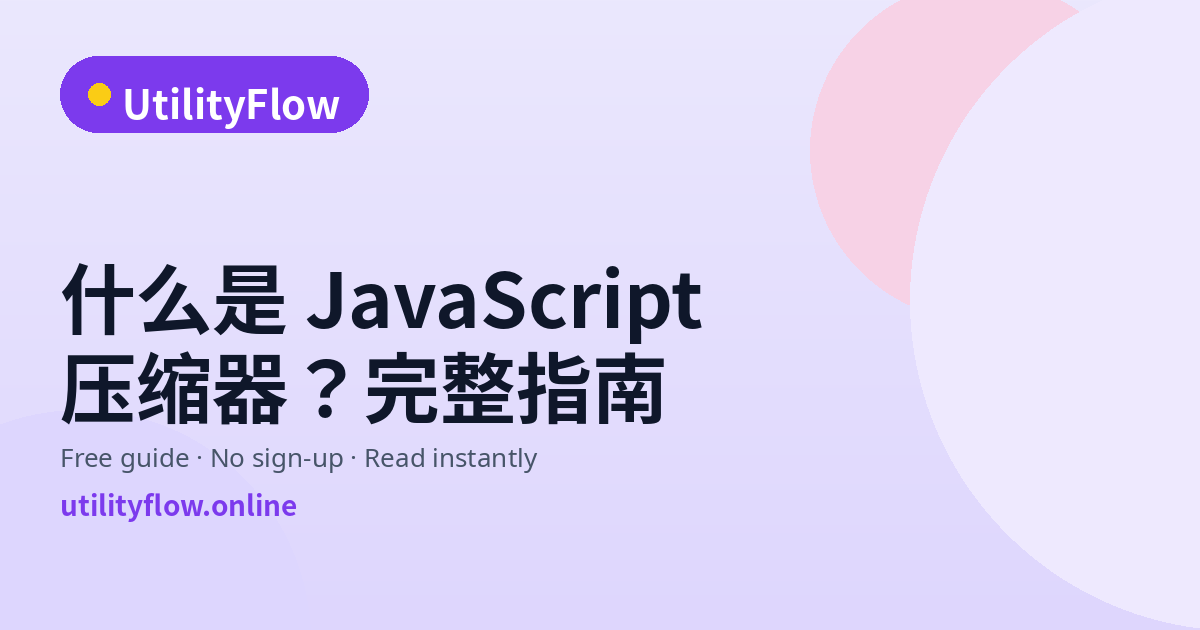 UtilityFlow
什么是 JavaScript
压缩器？完整指南
Free guide · No sign-up · Read instantly
utilityflow.online